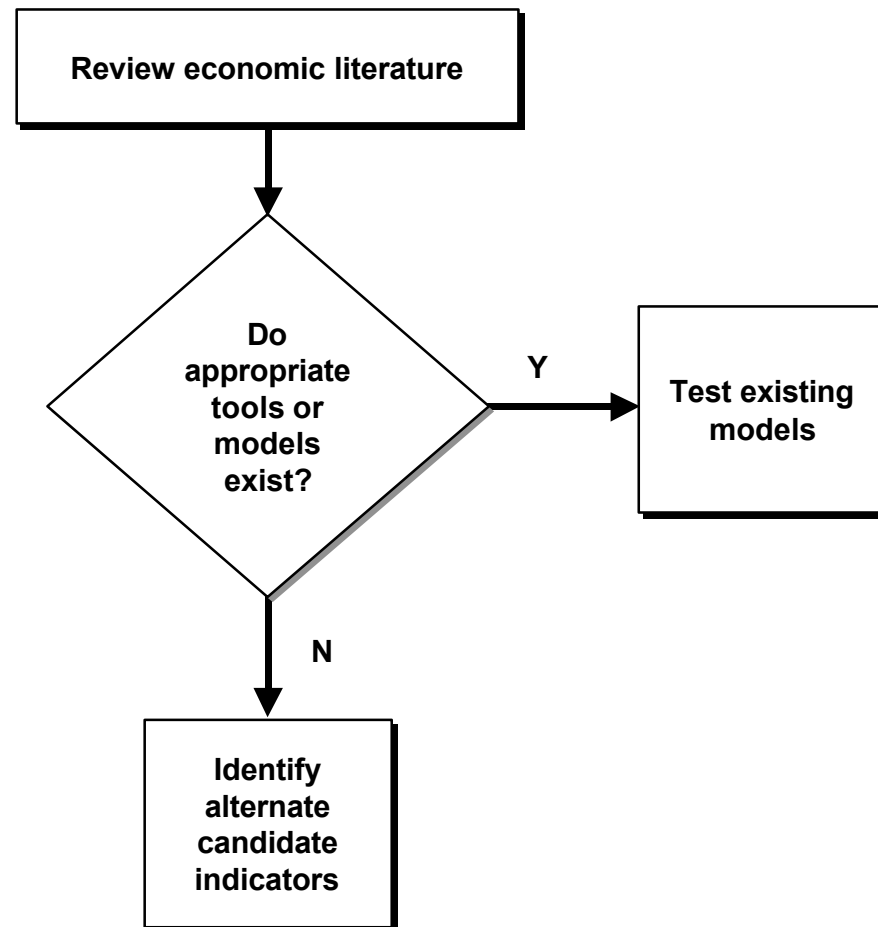 Review economic literature
Do
appropriate
tools or
models
exist?
Y
Test existing
models
N
Identify
alternate
candidate
indicators